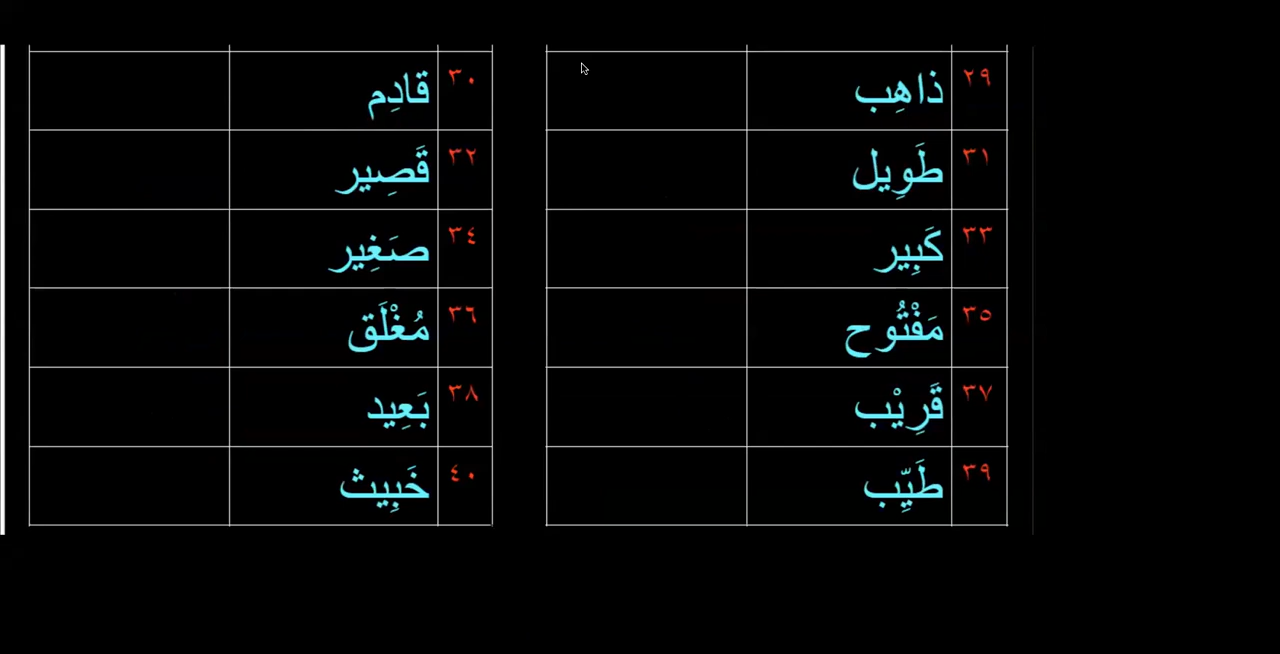 ٢٩ ذاهِب ٣٠ قادِم
٣١ طَوِيل ٣٢ قَصِير
٣٣ كَبِير ٣٤ صَغِير
٣٥ مَفْتُوح ٣٦ مُغْلَق
٣٧ قَرِيْب ٣٨ بَعِيد
٣٩ طَيِّب ٤٠ خَبِيث